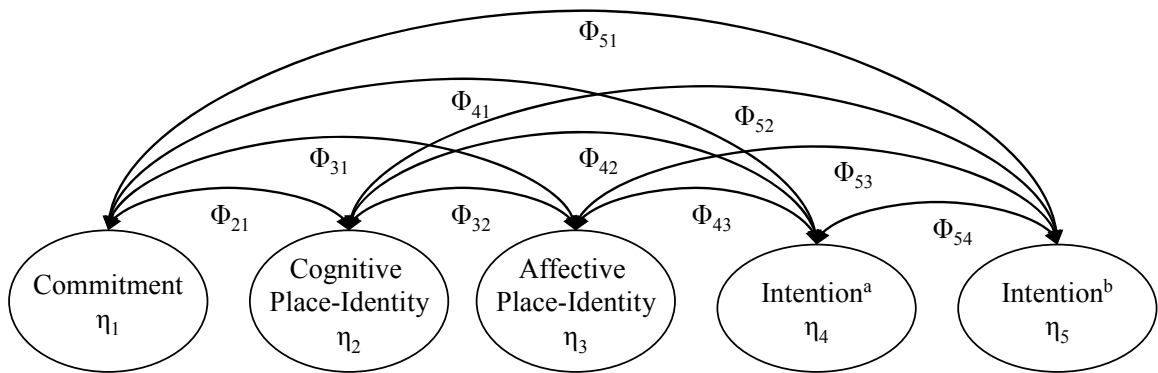 Φ51
Φ41
Φ52
Φ31
Φ42
Φ53
Φ21
Φ32
Φ43
Φ54
Commitment
η1
Cognitive
Place-Identity
η2
Affective
Place-Identity
η3
Intentionᵃ
η4
Intentionᵇ
η5